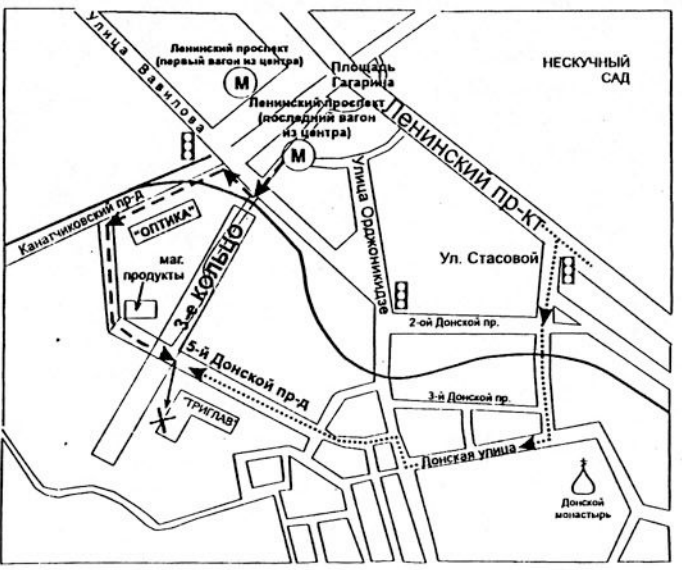 Улица Вавилова
Ленинский проспект
(первый вагон из центра)
М
Площадь
Гагарина
НЕСКУЧНЫЙ
САД
Ленинский проспект
(последний вагон
из центра)
М
Ленинский пр-кт
Улица Орджоникидзе
Канатчиковский пр-д
"ОПТИКА"
маг.
продукты
3-е КОЛЬЦО
Ул. Стасовой
2-ой Донской пр.
5-й Донской пр-д
3-й Донской пр.
"ТРИГЛАВ"
Донская улица
Донской
монастырь